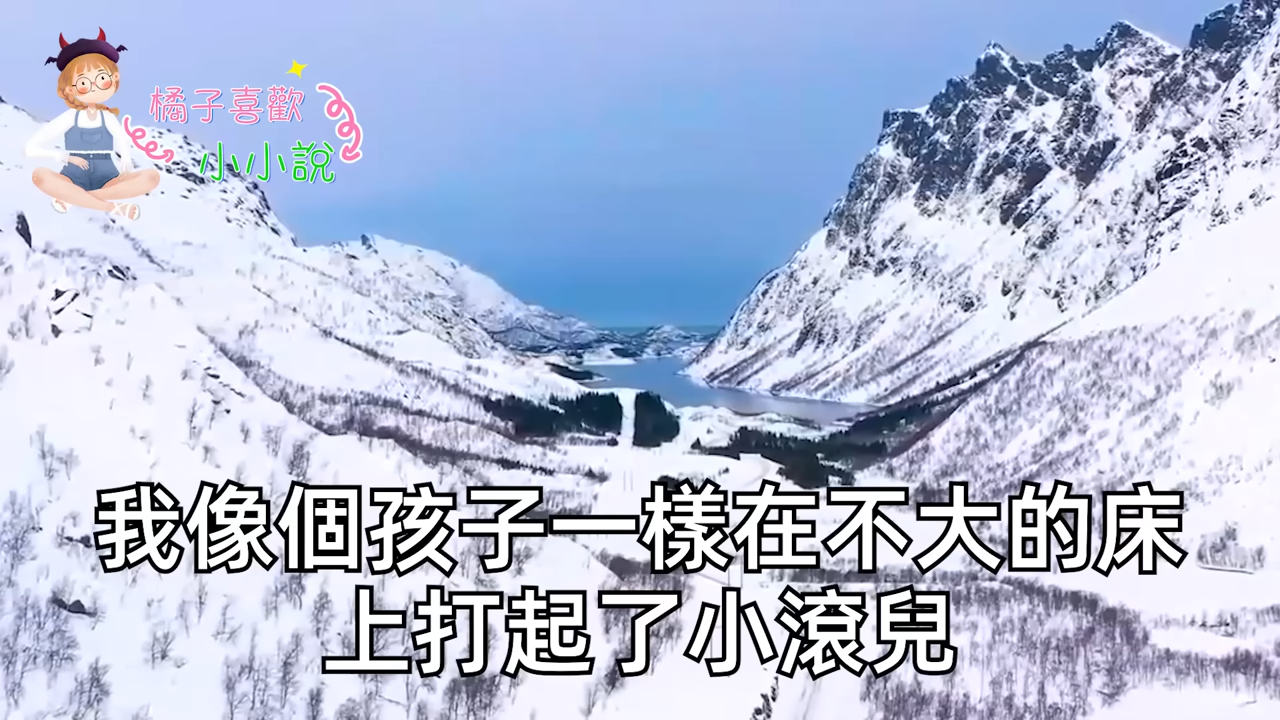 橘子喜歡
小小說
我像個孩子一樣在不大的床
上打起了小滾兒